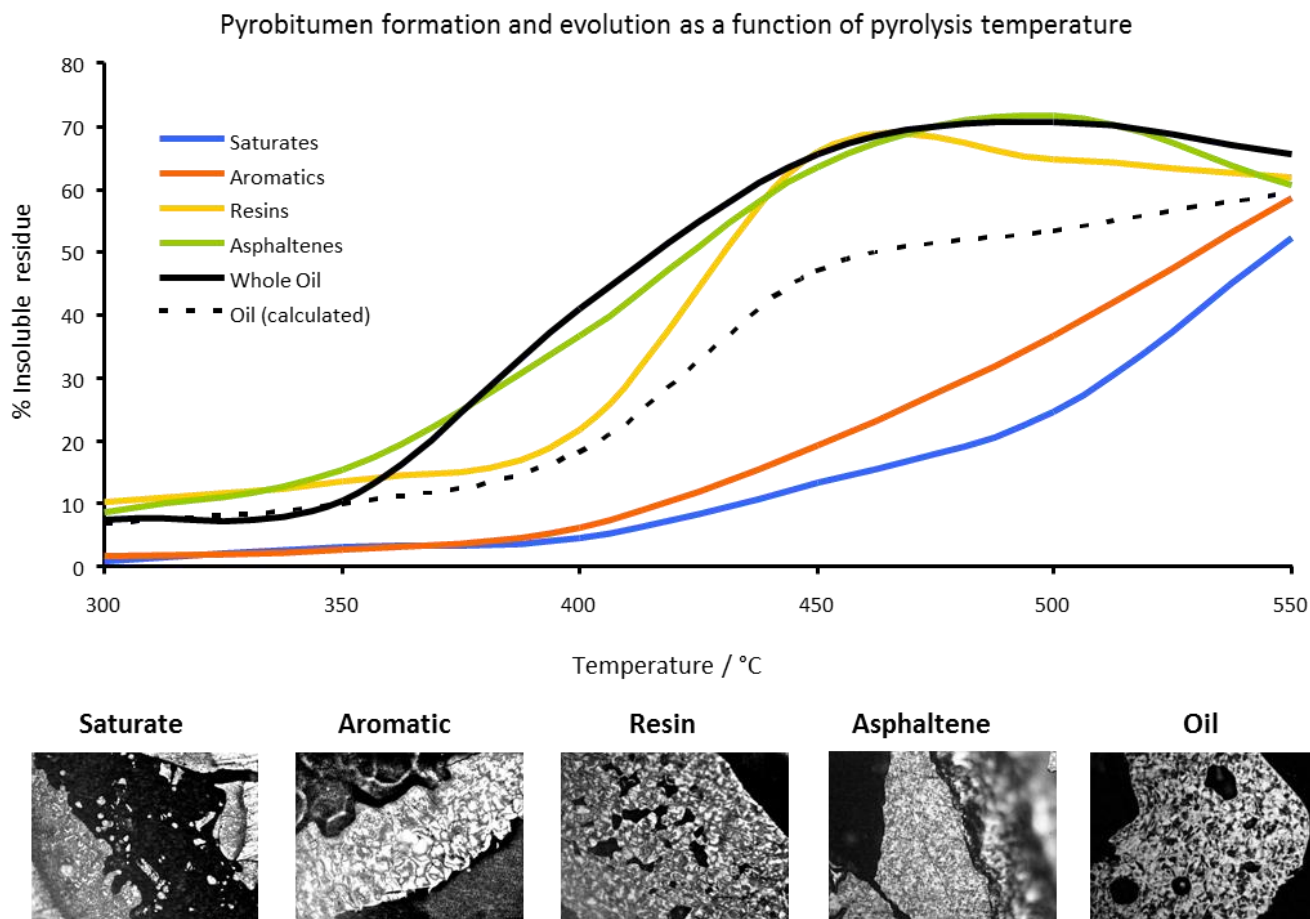 Pyrobitumen formation and evolution as a function of pyrolysis temperature
80
70
60
50
40
30
20
10
0
% Insoluble residue
Saturates
Aromatics
Resins
Asphaltenes
Whole Oil
Oil (calculated)
300 350 400 450 500 550
Temperature / °C
Saturate Aromatic Resin Asphaltene Oil